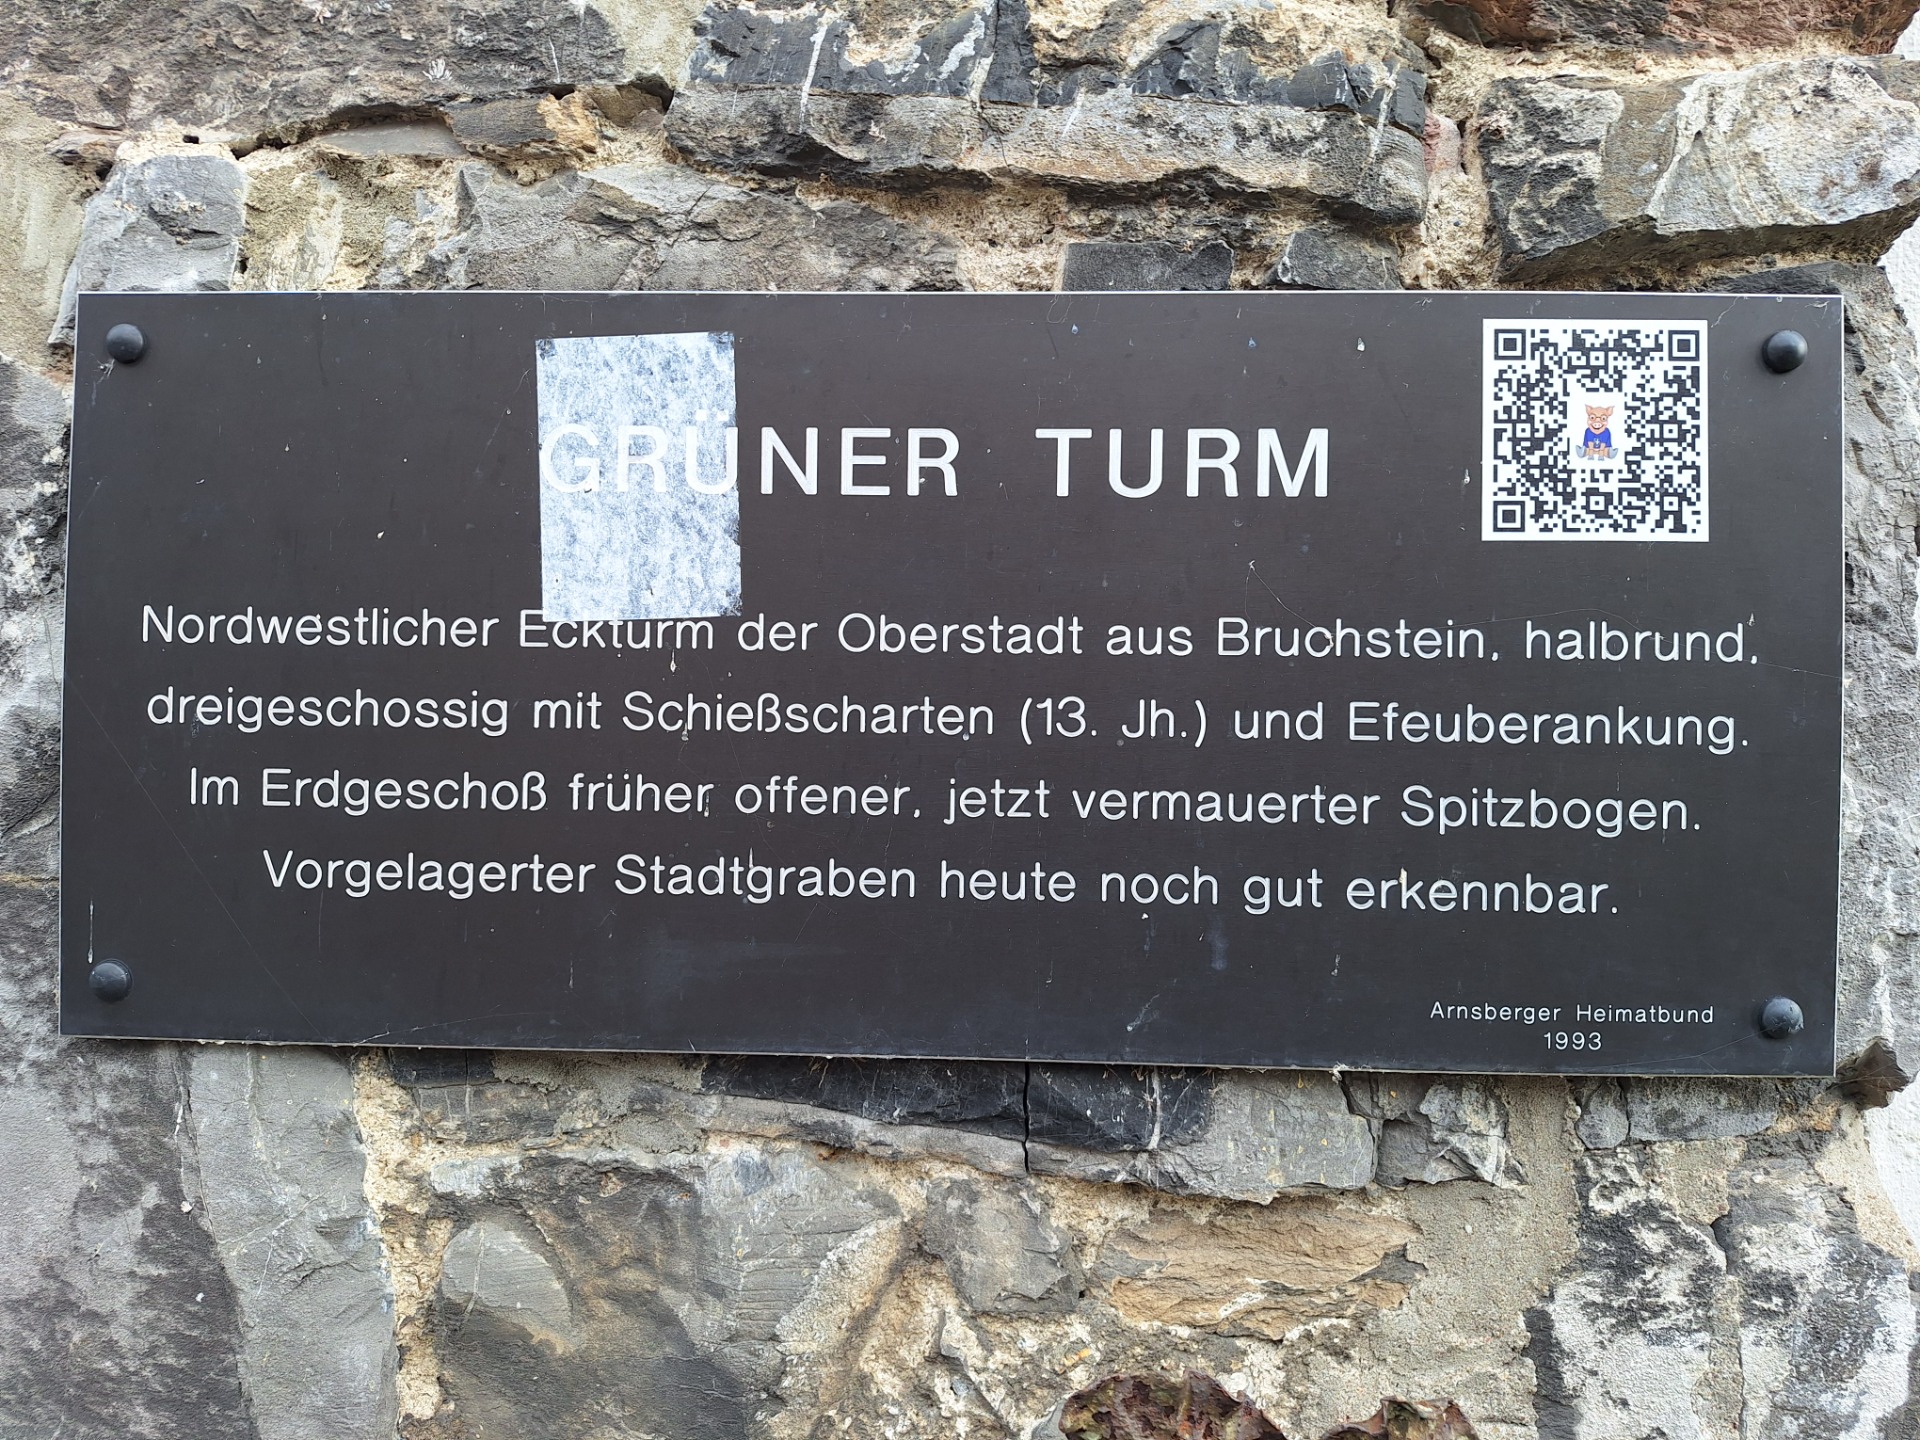 GRÜNER TURM
Nordwestlicher Eckturm der Oberstadt aus Bruchstein, halbrund,
dreigeschossig mit Schießscharten (13. Jh.) und Efeuberankung.
Im Erdgeschoß früher offener, jetzt vermauerter Spitzbogen.
Vorgelagerter Stadtgraben heute noch gut erkennbar.
Arnsberger Heimatbund
1993